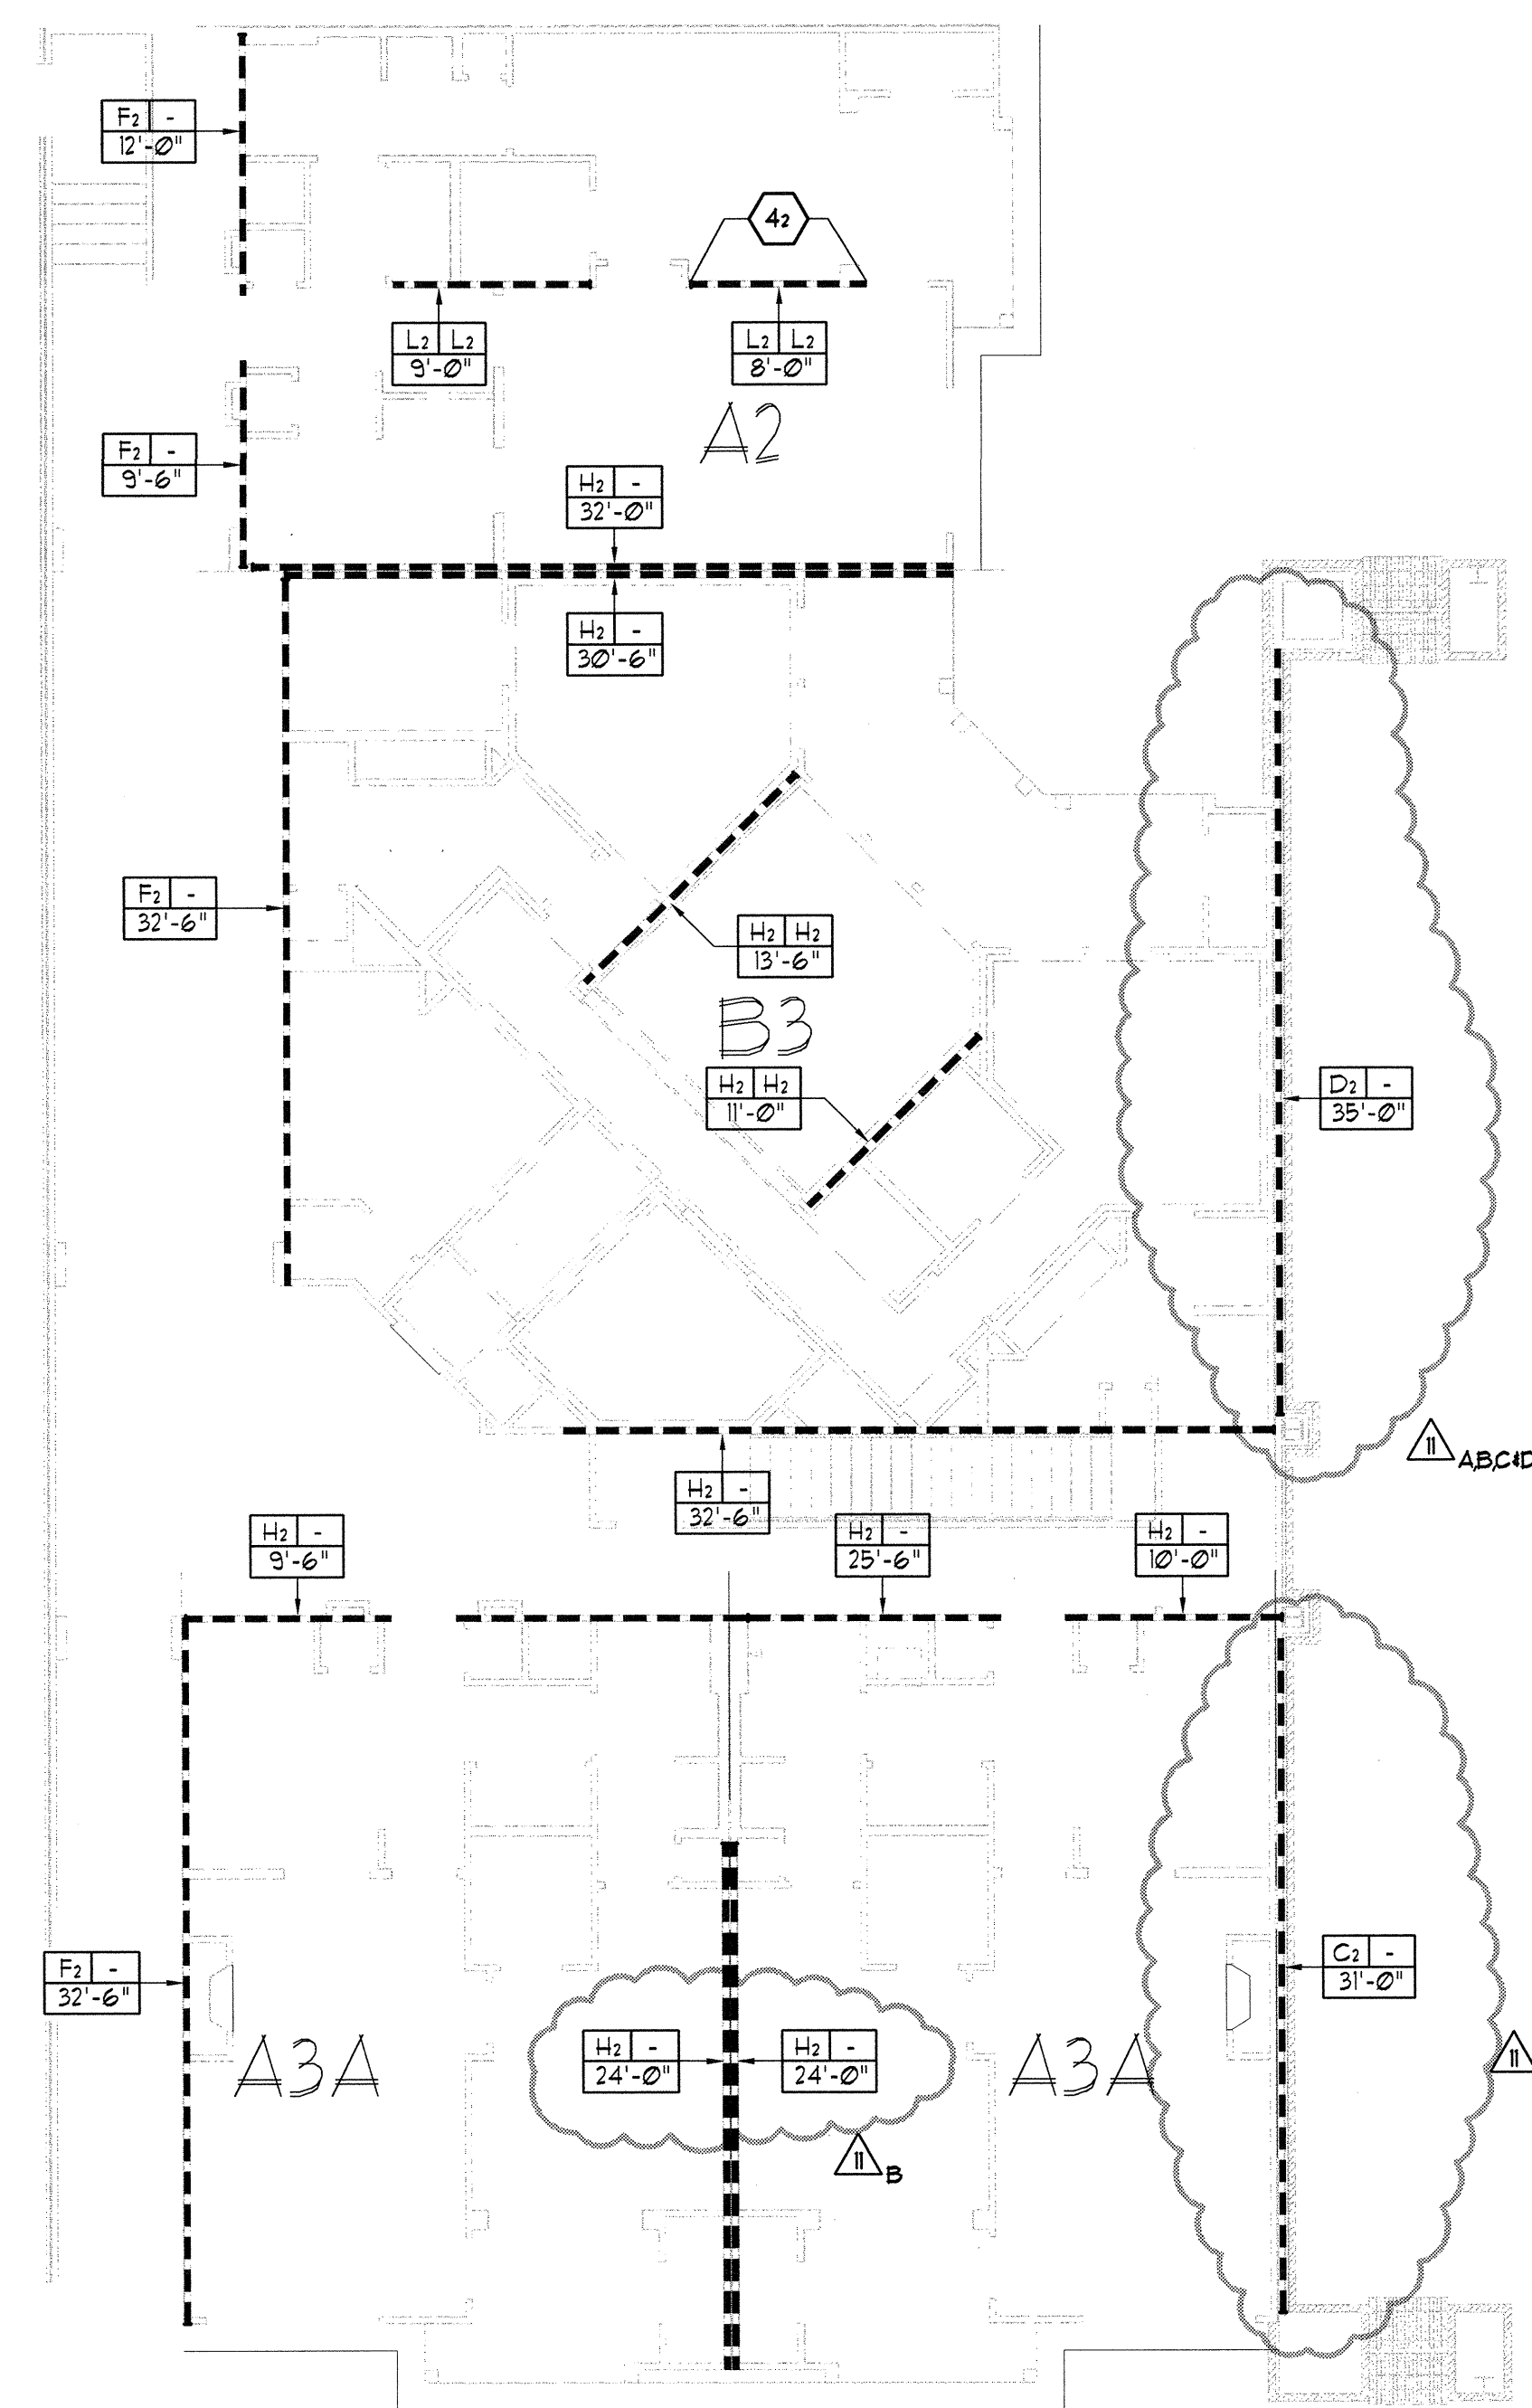 F2 -
12'-0"
42
L2 L2
9'-0"
L2 L2
8'-0"
A2
F2 -
9'-6"
H2 -
32'-0"
H2 -
30'-6"
F2 -
32'-6"
H2 H2
13'-6"
B3
H2 H2
11'-0"
D2 -
35'-0"
11 A,B,C&D
H2 -
32'-6"
H2 -
9'-6"
H2 -
25'-6"
H2 -
10'-0"
F2 -
32'-6"
C2 -
31'-0"
H2 -
24'-0"
H2 -
24'-0"
A3A
A3A
11
11 B